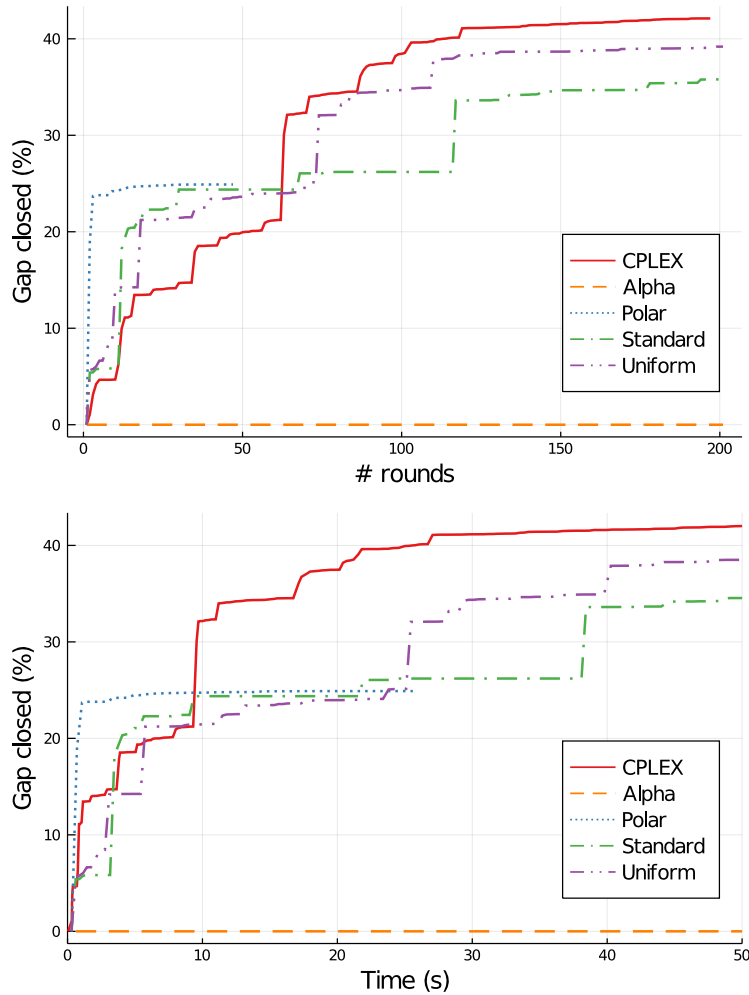 Gap closed (%)
40
30
20
10
0
CPLEX
Alpha
Polar
Standard
Uniform
0
50
100
150
200
# rounds
Gap closed (%)
40
30
20
10
0
CPLEX
Alpha
Polar
Standard
Uniform
0
10
20
30
40
50
Time (s)